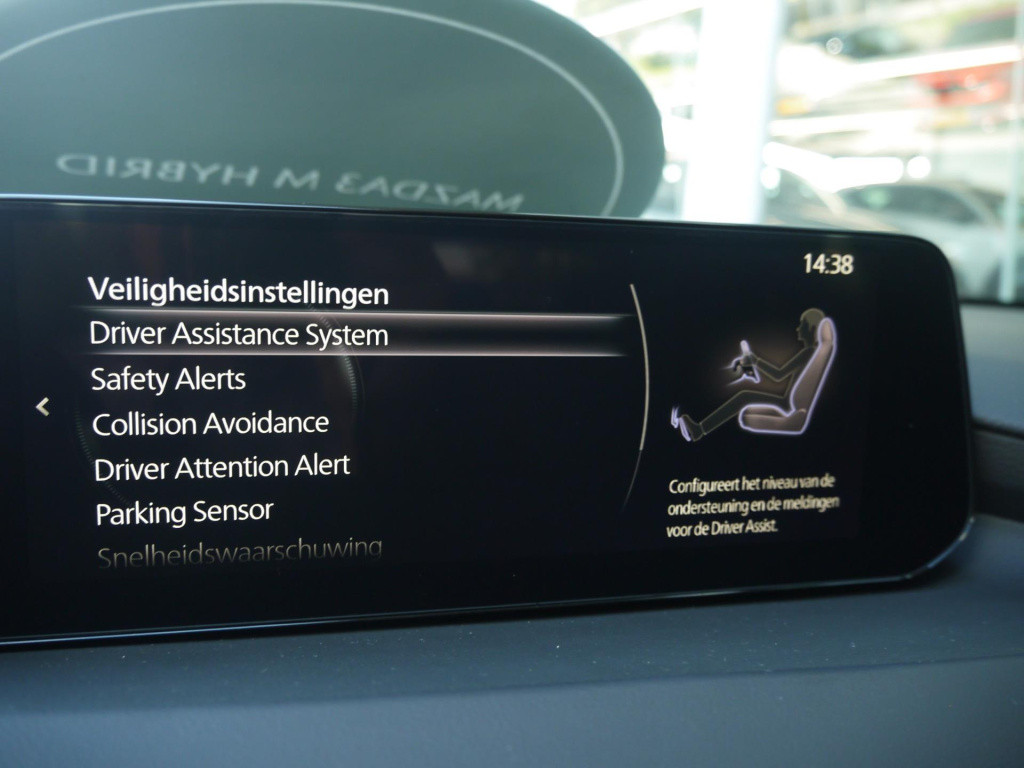 MAZDA3 M HYBRID
14:38
Veiligheidsinstellingen
Driver Assistance System
Safety Alerts
Collision Avoidance
Driver Attention Alert
Parking Sensor
Snelheidswaarschuwing
Configureert het niveau van de
ondersteuning en de meldingen
voor de Driver Assist.